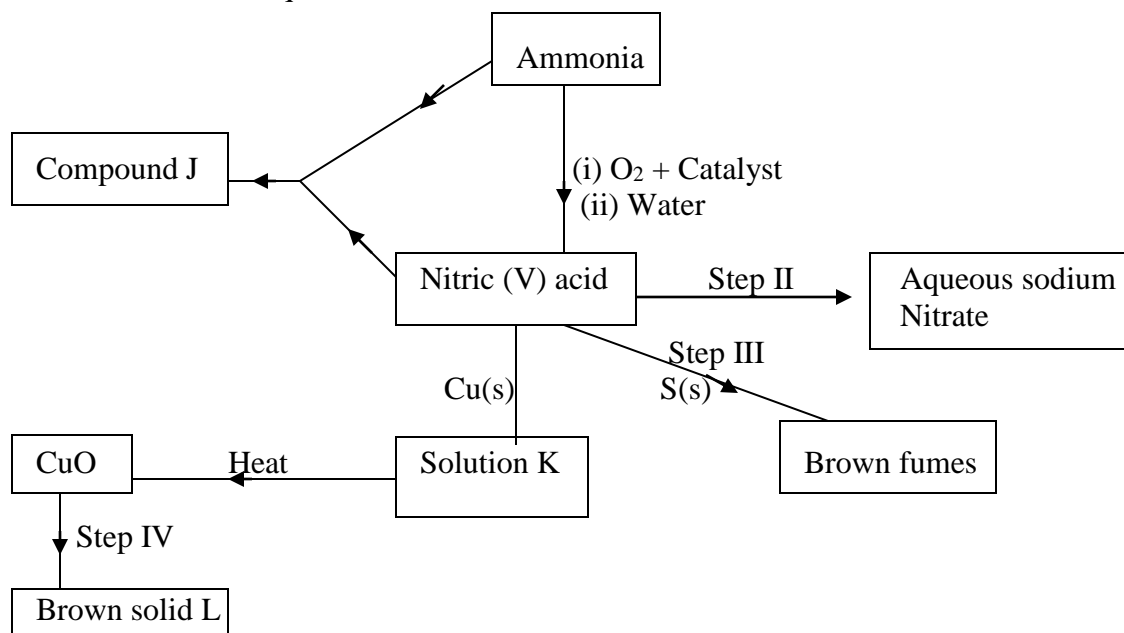 Ammonia
Compound J
(i) O₂ + Catalyst
(ii) Water
Nitric (V) acid
Step II
Aqueous sodium
Nitrate
Step III
S(s)
Cu(s)
Brown fumes
CuO
Heat
Solution K
Step IV
Brown solid L